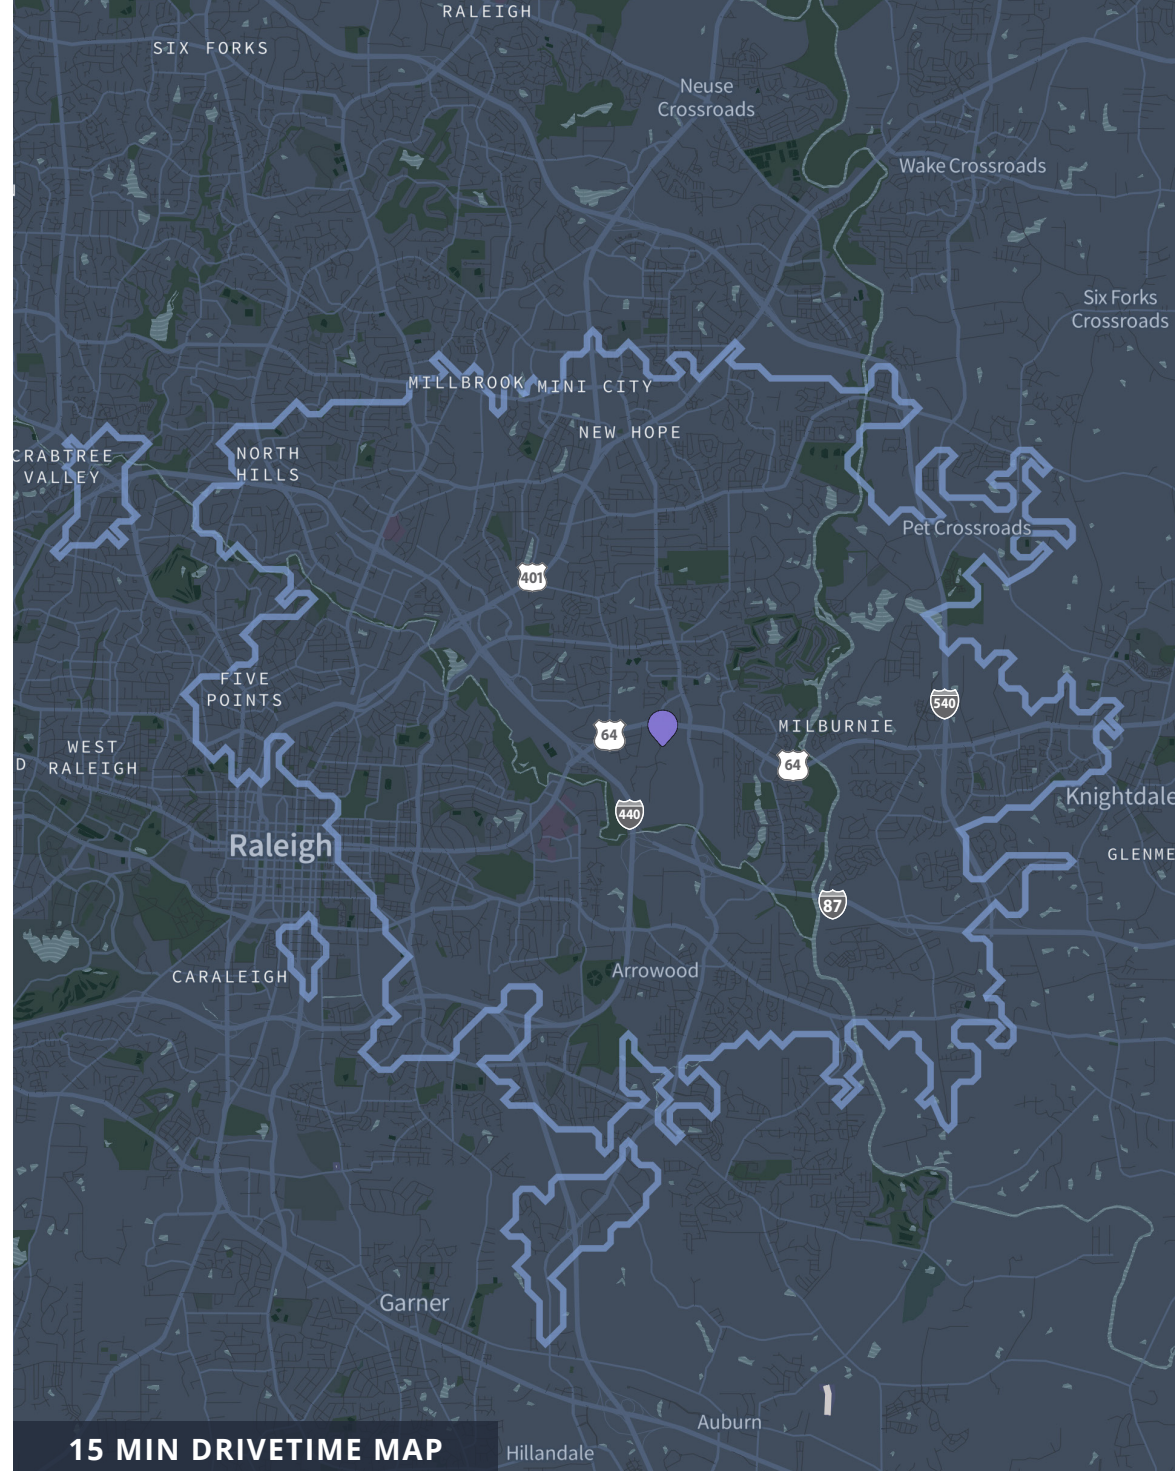 RALEIGH
SIX FORKS
Neuse
Crossroads
Wake Crossroads
Six Forks
Crossroads
MILLBROOK
MINI CITY
NEW HOPE
CRABTREE
VALLEY
NORTH
HILLS
Pet Crossroads
401
FIVE
POINTS
540
64
MILBURNIE
WEST
RALEIGH
D
64
Knightdale
440
Raleigh
GLENME
87
Arrowood
CARALEIGH
Garner
Auburn
15 MIN DRIVETIME MAP
Hillandale